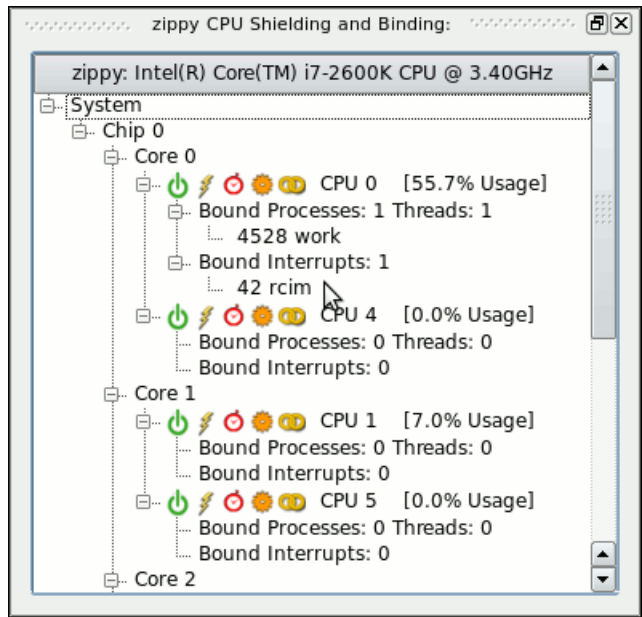 zippy CPU Shielding and Binding:
zippy: Intel(R) Core(TM) i7-2600K CPU @ 3.40GHz
System
Chip 0
Core 0
CPU 0 [55.7% Usage]
Bound Processes: 1 Threads: 1
4528 work
Bound Interrupts: 1
42 rcim
CPU 4 [0.0% Usage]
Bound Processes: 0 Threads: 0
Bound Interrupts: 0
Core 1
CPU 1 [7.0% Usage]
Bound Processes: 0 Threads: 0
Bound Interrupts: 0
CPU 5 [0.0% Usage]
Bound Processes: 0 Threads: 0
Bound Interrupts: 0
Core 2